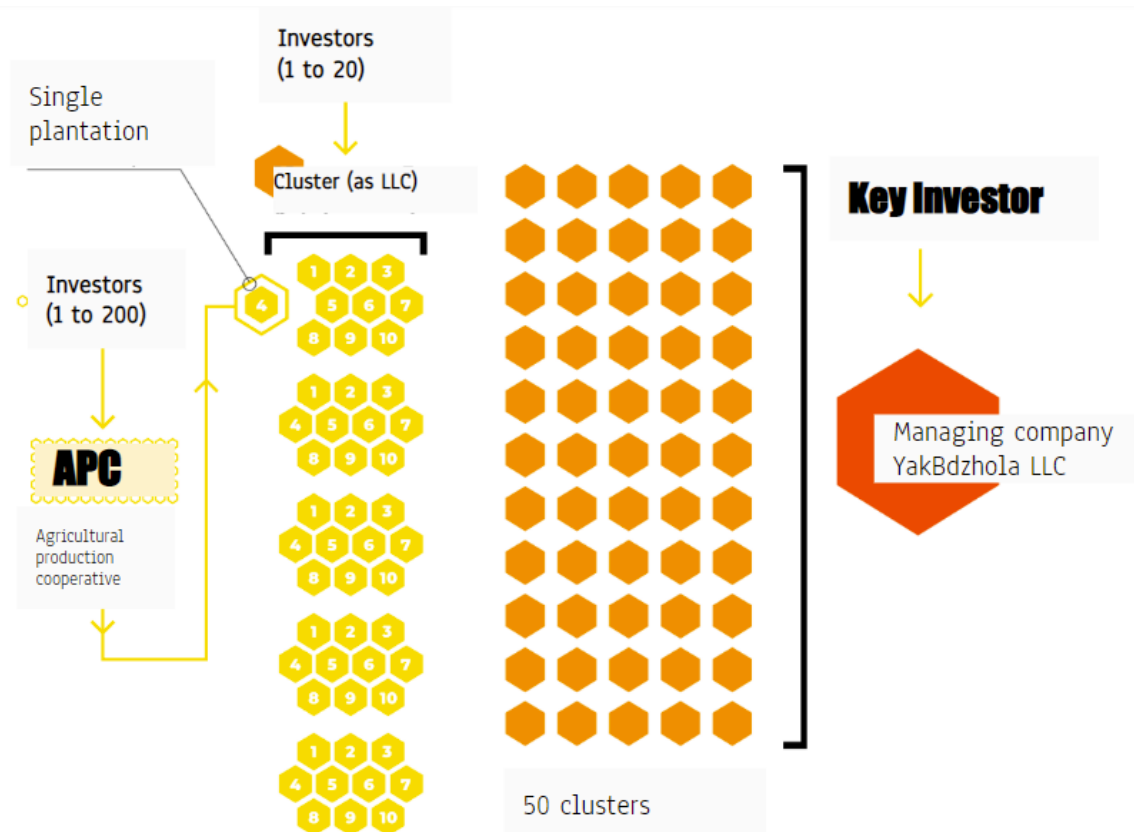 Investors
(1 to 20)
Single
plantation
Cluster (as LLC)
Key Investor
Investors
(1 to 200)
1 2 3
4 5 6 7
8 9 10
APC
Agricultural
production
cooperative
1 2 3
4 5 6 7
8 9 10
1 2 3
4 5 6 7
8 9 10
1 2 3
4 5 6 7
8 9 10
1 2 3
4 5 6 7
8 9 10
Managing company
YakBdzhola LLC
50 clusters